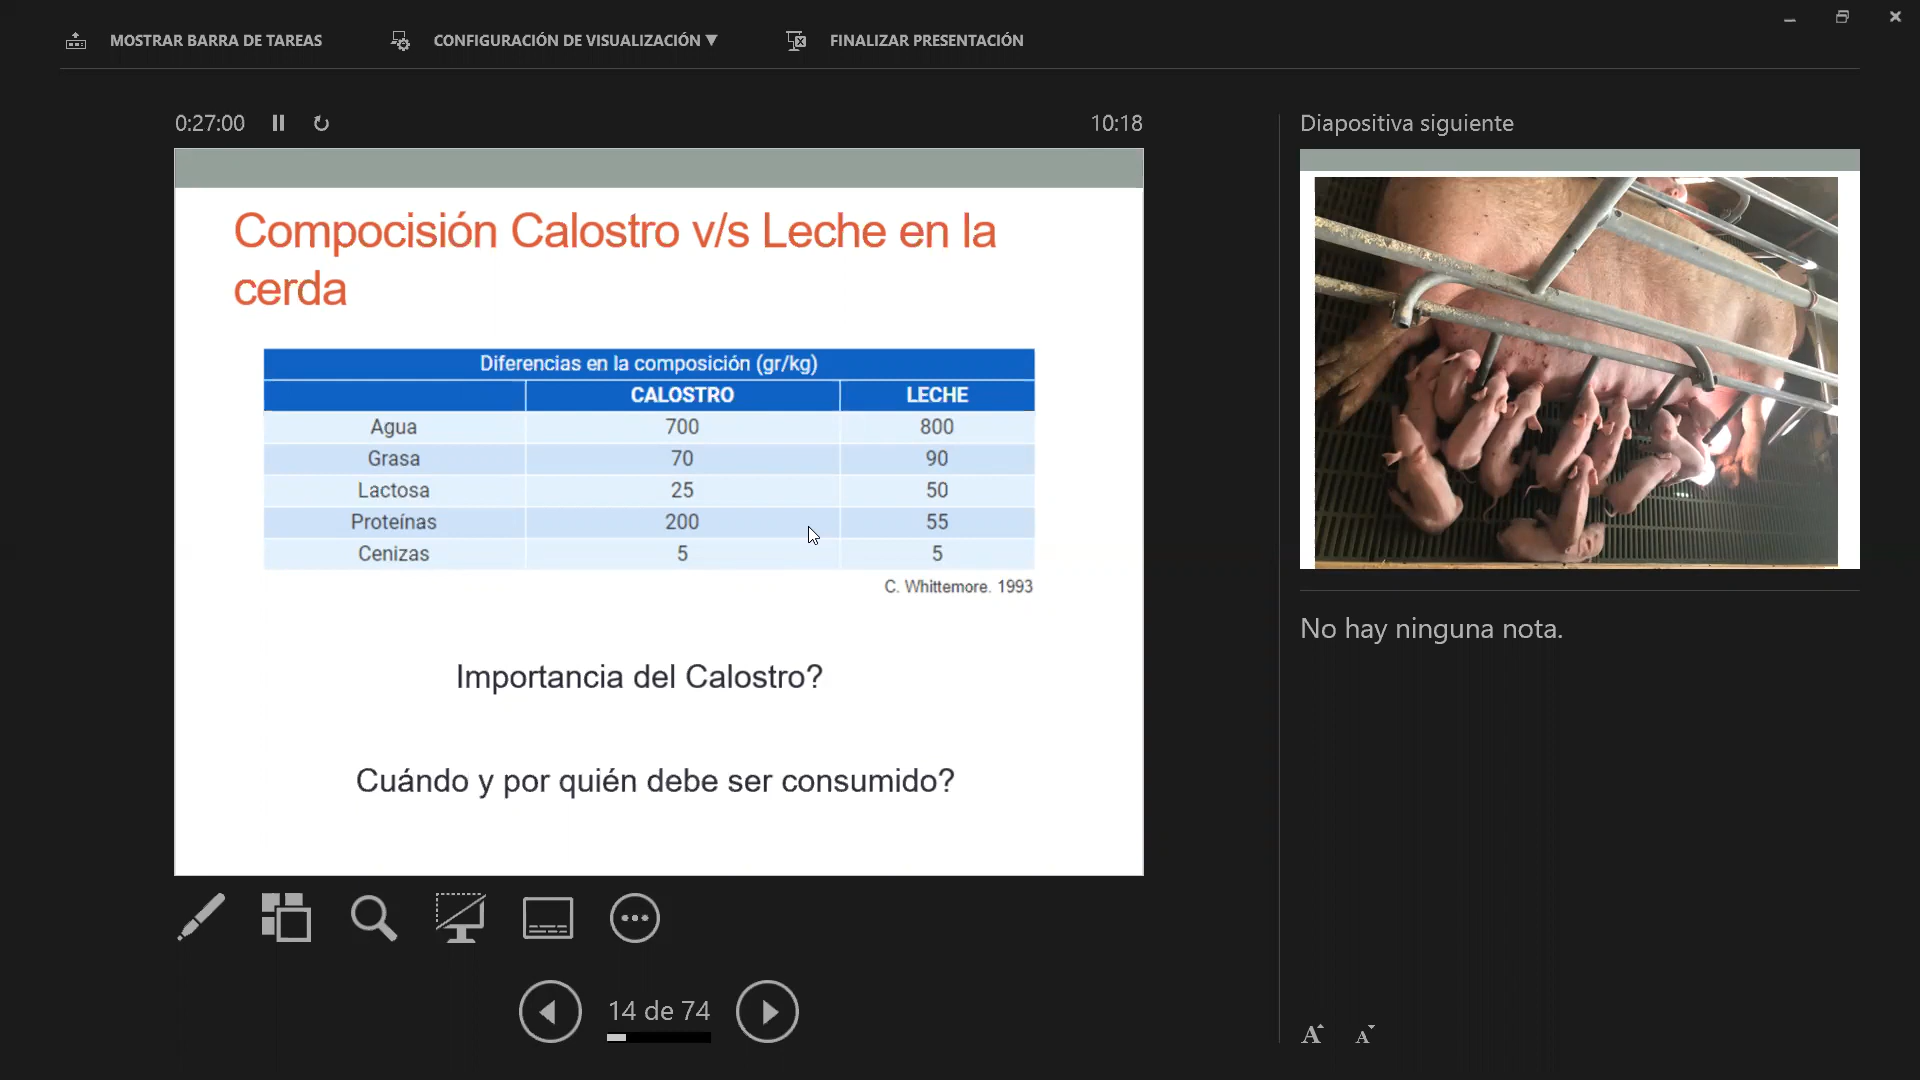 MOSTRAR BARRA DE TAREAS
CONFIGURACIÓN DE VISUALIZACIÓN ▼
FINALIZAR PRESENTACIÓN
0:27:00
10:18
Compocisión Calostro v/s Leche en la
cerda
Diferencias en la composición (gr/kg)
CALOSTRO LECHE
Agua 700 800
Grasa 70 90
Lactosa 25 50
Proteínas 200 55
Cenizas 5 5
C. Whittemore. 1993
Importancia del Calostro?
Cuándo y por quién debe ser consumido?
14 de 74
Diapositiva siguiente
No hay ninguna nota.
A A